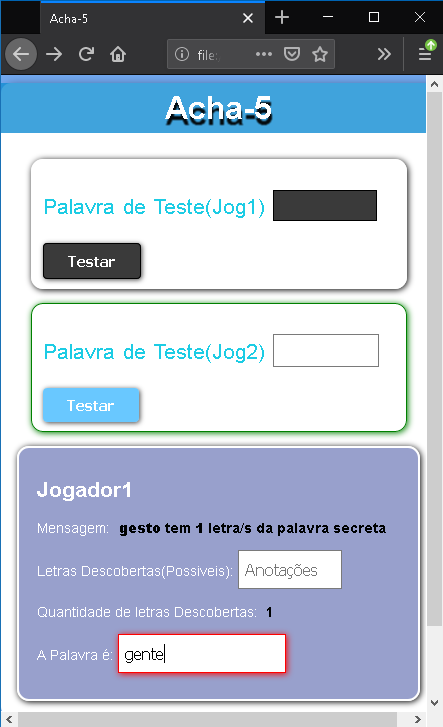 Acha-5
file:
Acha-5
Palavra de Teste(Jog1)
Testar
Palavra de Teste(Jog2)
Testar
Jogador1
Mensagem: gesto tem 1 letra/s da palavra secreta
Letras Descobertas(Possiveis): Anotações
Quantidade de letras Descobertas: 1
A Palavra é: gente